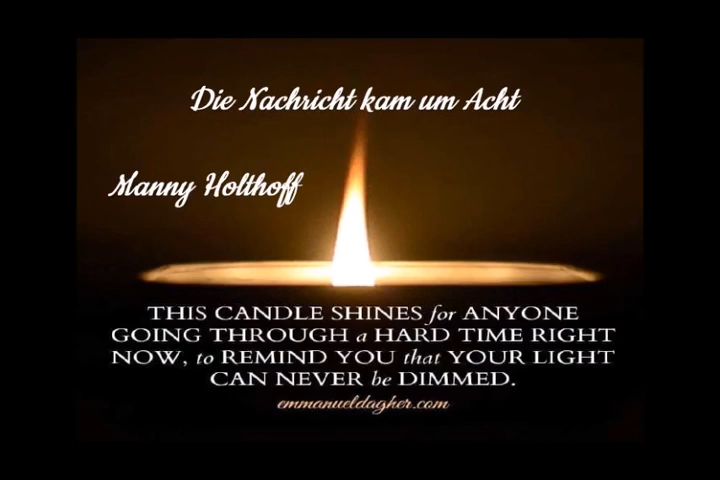 Die Nachricht kam um Acht
Manny Holthoff
THIS CANDLE SHINES for ANYONE
GOING THROUGH a HARD TIME RIGHT
NOW, to REMIND YOU that YOUR LIGHT
CAN NEVER be DIMMED.
emmanueldagher.com